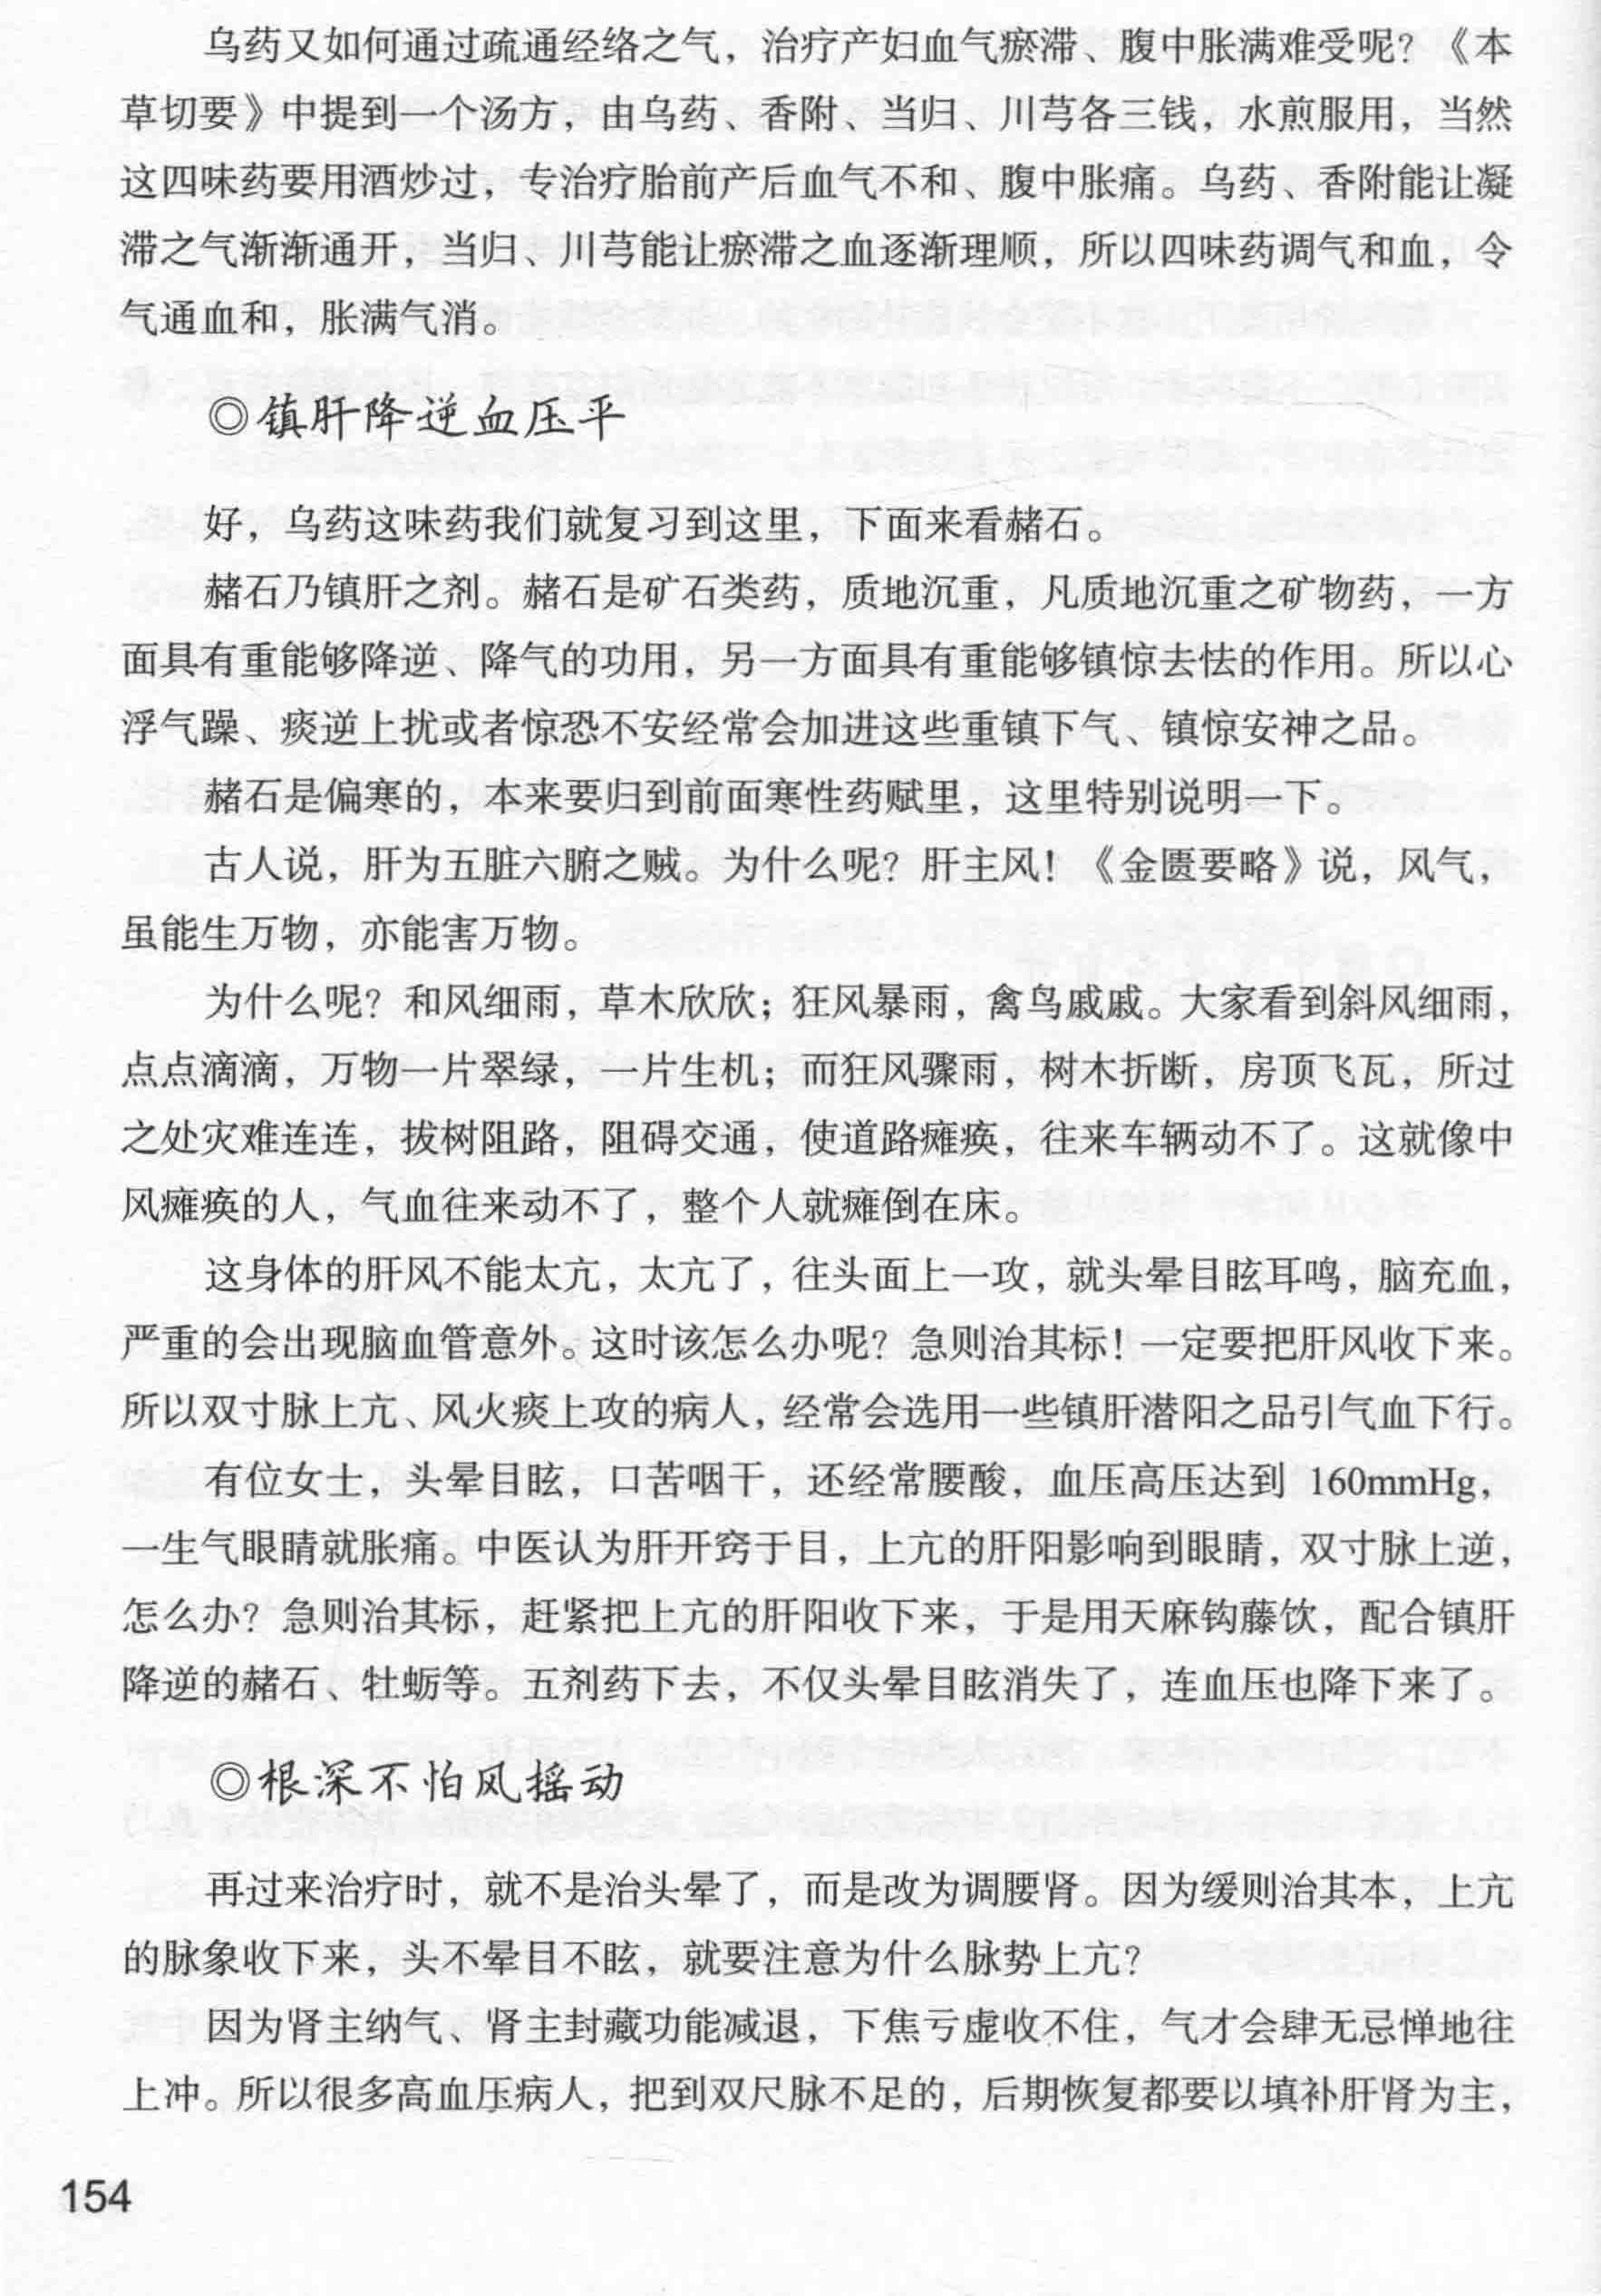 乌药又如何通过疏通经络之气，治疗产妇血气瘀滞、腹中胀满难受呢？《本
草切要》中提到一个汤方，由乌药、香附、当归、川芎各三钱，水煎服用，当然
这四味药要用酒炒过，专治疗胎前产后血气不和、腹中胀痛。乌药、香附能让凝
滞之气渐渐通开，当归、川芎能让瘀滞之血逐渐理顺，所以四味药调气和血，令
气通血和，胀满气消。
◎镇肝降逆血压平
好，乌药这味药我们就复习到这里，下面来看赭石。
赭石乃镇肝之剂。赭石是矿石类药，质地沉重，凡质地沉重之矿物药，一方
面具有重能够降逆、降气的功用，另一方面具有重能够镇惊去怯的作用。所以心
浮气躁、痰逆上扰或者惊恐不安经常会加进这些重镇下气、镇惊安神之品。
赭石是偏寒的，本来要归到前面寒性药赋里，这里特别说明一下。
古人说，肝为五脏六腑之贼。为什么呢？肝主风！《金匮要略》说，风气，
虽能生万物，亦能害万物。
为什么呢？和风细雨，草木欣欣；狂风暴雨，禽鸟戚戚。大家看到斜风细雨，
点点滴滴，万物一片翠绿，一片生机；而狂风骤雨，树木折断，房顶飞瓦，所过
之处灾难连连，拔树阻路，阻碍交通，使道路瘫痪，往来车辆动不了。这就像中
风瘫痪的人，气血往来动不了，整个人就瘫倒在床。
这身体的肝风不能太亢，太亢了，往头面上一攻，就头晕目眩耳鸣，脑充血，
严重的会出现脑血管意外。这时该怎么办呢？急则治其标！一定要把肝风收下来。
所以双寸脉上亢、风火痰上攻的病人，经常会选用一些镇肝潜阳之品引气血下行。
有位女士，头晕目眩，口苦咽干，还经常腰酸，血压高压达到 160mmHg，
一生气眼睛就胀痛。中医认为肝开窍于目，上亢的肝阳影响到眼睛，双寸脉上逆，
怎么办？急则治其标，赶紧把上亢的肝阳收下来，于是用天麻钩藤饮，配合镇肝
降逆的赭石、牡蛎等。五剂药下去，不仅头晕目眩消失了，连血压也降下来了。
◎根深不怕风摇动
再过来治疗时，就不是治头晕了，而是改为调腰肾。因为缓则治其本，上亢
的脉象收下来，头不晕目不眩，就要注意为什么脉势上亢？
因为肾主纳气、肾主封藏功能减退，下焦亏虚收不住，气才会肆无忌惮地往
上冲。所以很多高血压病人，把到双尺脉不足的，后期恢复都要以填补肝肾为主，
154